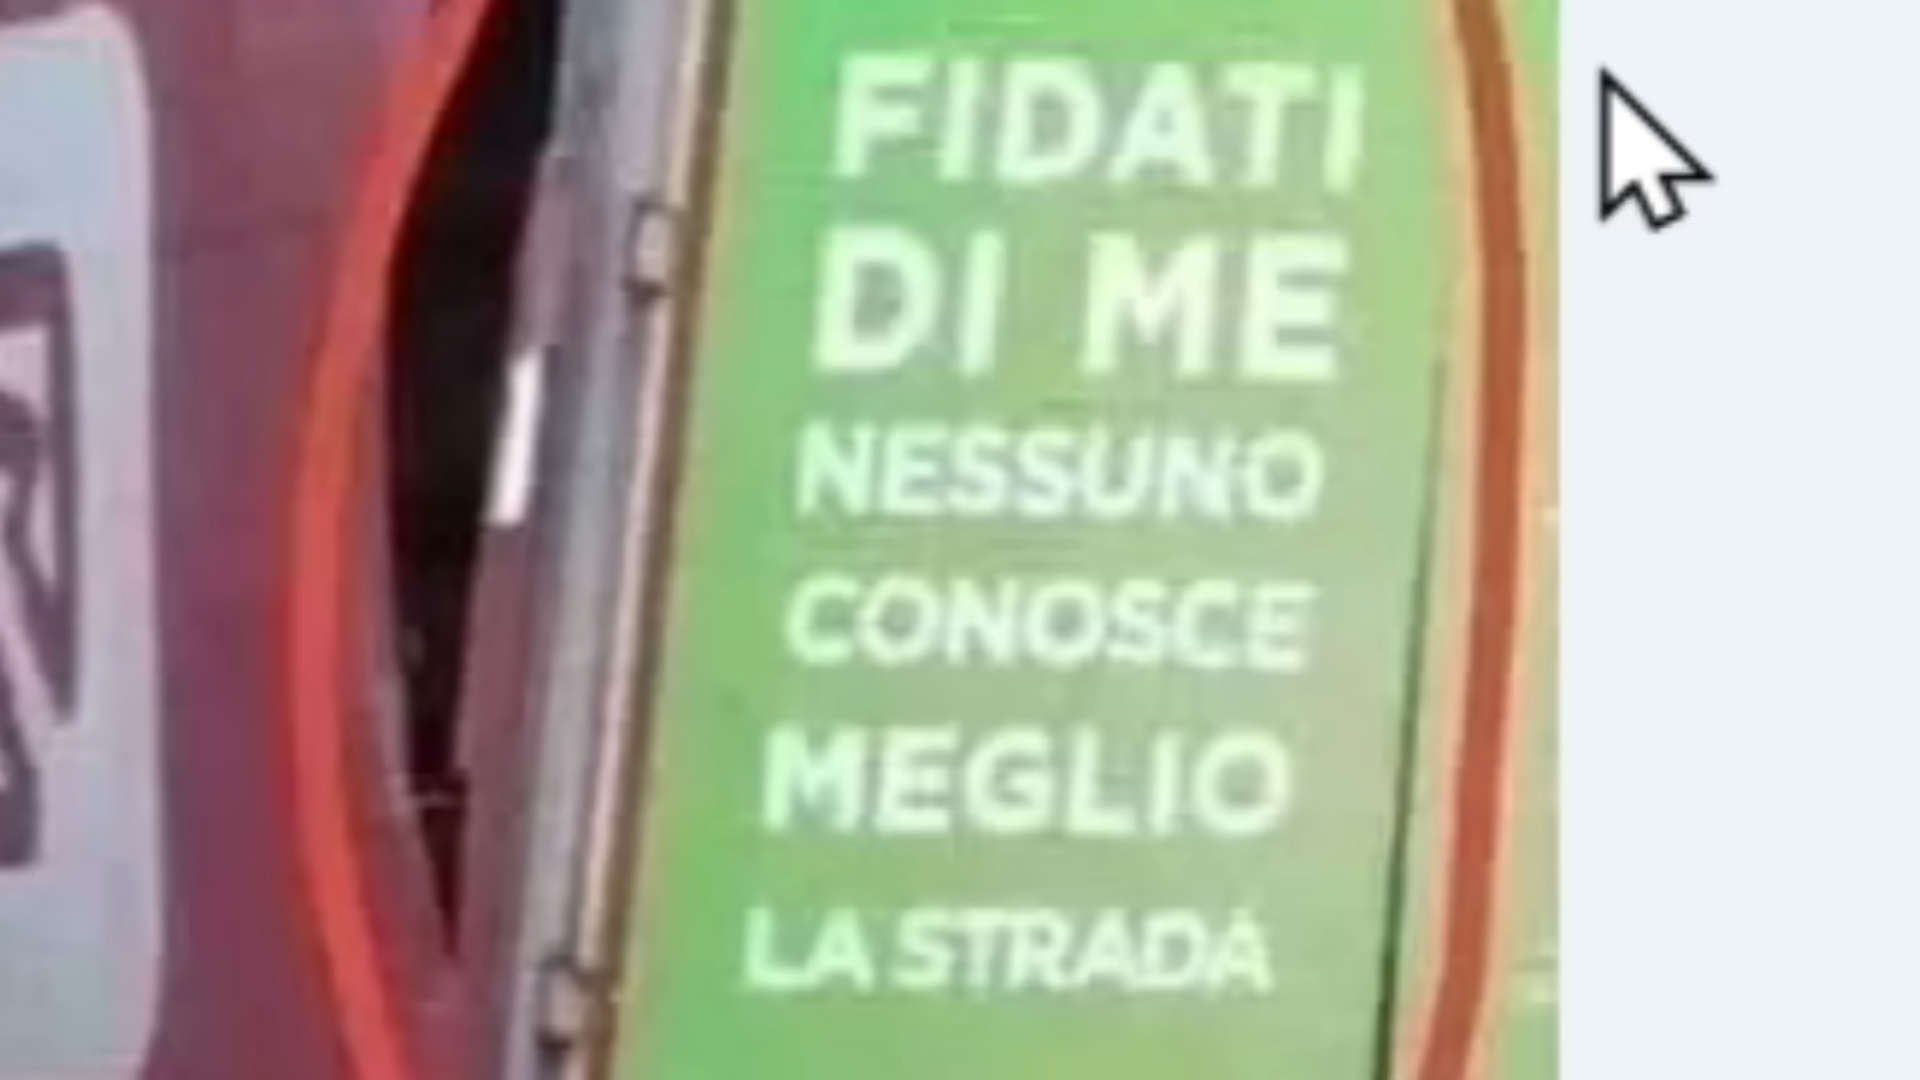 FIDATI
DI ME
NESSUNO
CONOSCE
MEGLIO
LA STRADA